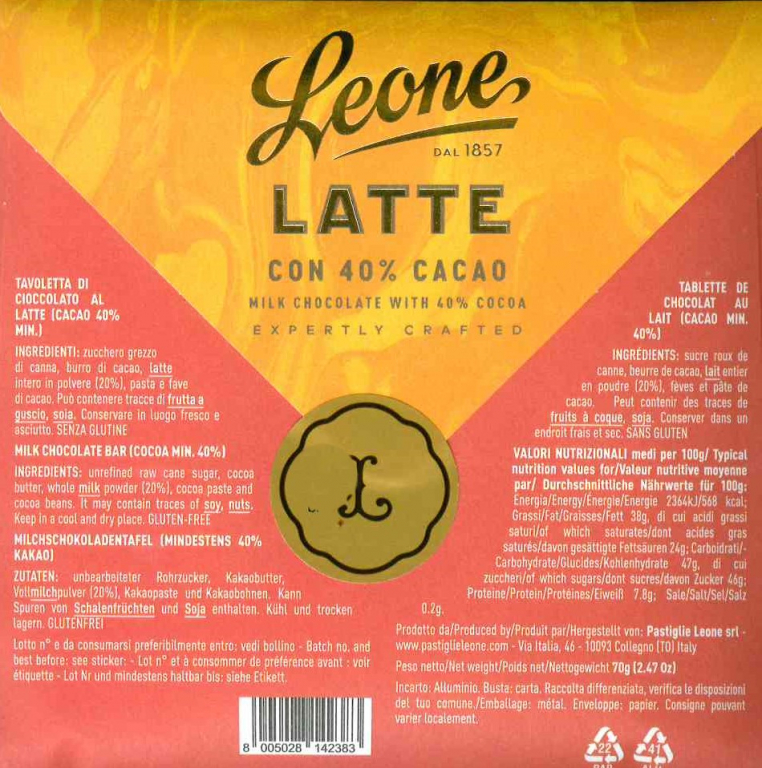 Leone
DAL 1857
LATTE
CON 40% CACAO
MILK CHOCOLATE WITH 40% COCOA
EXPERTLY CRAFTED
TAVOLETTA DI
CIOCCOLATO AL
LATTE (CACAO 40%
MIN.)
INGREDIENTI: zucchero grezzo
di canna, burro di cacao, latte
intero in polvere (20%), pasta e fave
di cacao. Può contenere tracce di frutta a
guscio, soia. Conservare in luogo fresco e
asciutto. SENZA GLUTINE
MILK CHOCOLATE BAR (COCOA MIN. 40%)
INGREDIENTS: unrefined raw cane sugar, cocoa
butter, whole milk powder (20%), cocoa paste and
cocoa beans. It may contain traces of soy, nuts.
Keep in a cool and dry place. GLUTEN-FREE
MILCHSCHOKOLADENTAFEL (MINDESTENS 40%
KAKAO)
ZUTATEN: unbearbeiteter Rohrzucker, Kakaobutter,
Vollmilchpulver (20%), Kakaopaste und Kakaobohnen. Kann
Spuren von Schalenfrüchten und Soja enthalten. Kühl und trocken
lagern. GLUTENFREI
Lotto n° e da consumarsi preferibilmente entro: vedi bollino - Batch no. and
best before: see sticker: - Lot n° et à consommer de préférence avant : voir
étiquette - Lot Nr und mindestens haltbar bis: siehe Etikett.
8 005028 142383
TABLETTE DE
CHOCOLAT AU
LAIT (CACAO MIN.
40%)
INGRÉDIENTS: sucre roux de
canne, beurre de cacao, lait entier
en poudre (20%), fèves et pâte de
cacao. Peut contenir des traces de
fruits à coque, soja. Conserver dans un
endroit frais et sec. SANS GLUTEN
VALORI NUTRIZIONALI medi per 100g/ Typical
nutrition values for/Valeur nutritive moyenne
par/ Durchschnittliche Nährwerte für 100g:
Energia/Energy/Énergie/Energie 2364kJ/568 kcal;
Grassi/Fat/Graisses/Fett 38g, di cui acidi grassi
saturi/of which saturates/dont acides gras
saturés/davon gesättigte Fettsäuren 24g; Carboidrati/-
Carbohydrate/Glucides/Kohlenhydrate 47g, di cui
zuccheri/of which sugars/dont sucres/davon Zucker 46g;
Proteine/Protein/Protéines/Eiweiß 7.8g; Sale/Salt/Sel/Salz
0.2g.
Prodotto da/Produced by/Produit par/Hergestellt von: Pastiglie Leone srl -
www.pastiglieleone.com - Via Italia, 46 - 10093 Collegno (TO) Italy
Peso netto/Net weight/Poids net/Nettogewicht 70g (2.47 Oz)
Incarto: Alluminio. Busta: carta. Raccolta differenziata, verifica le disposizioni
del tuo comune./Emballage: métal. Enveloppe: papier. Consigne pouvant
varier localement.
22 41